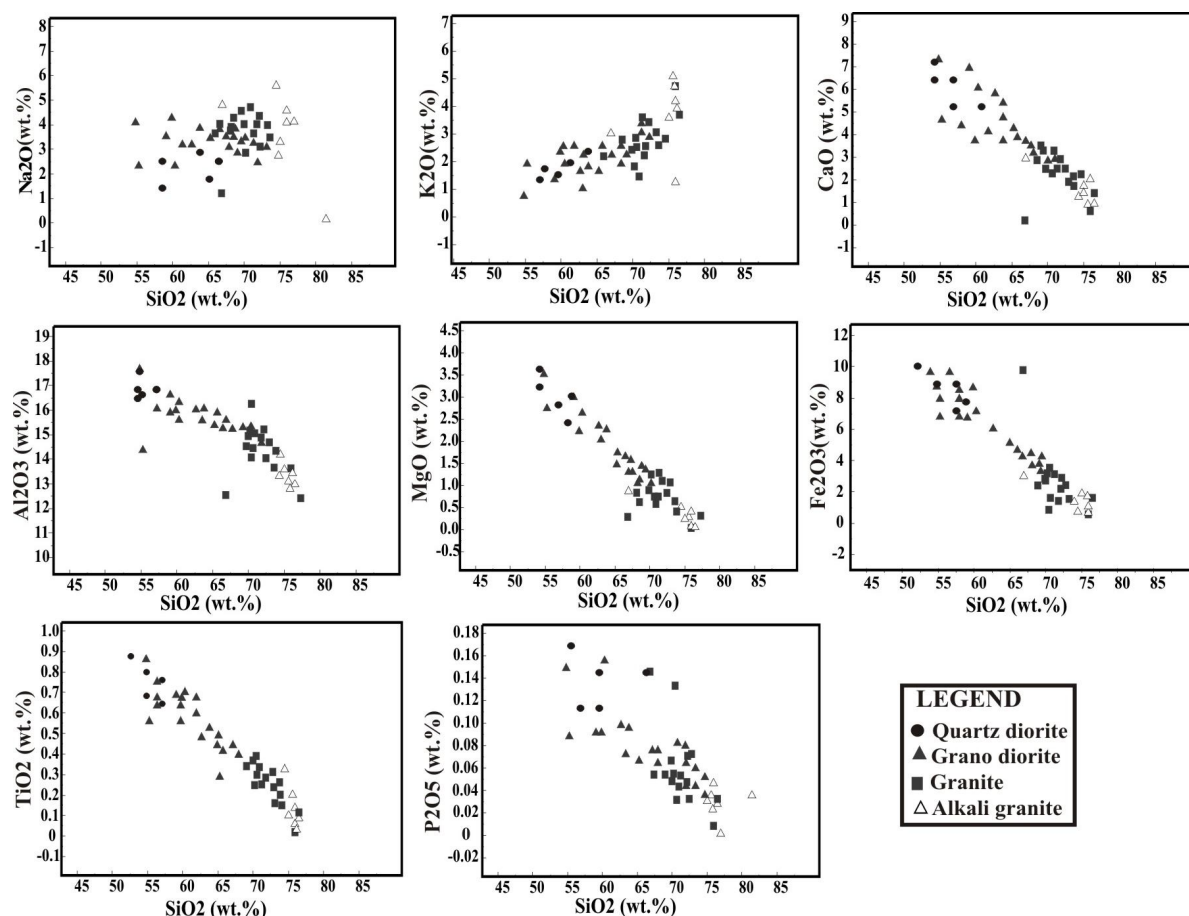 Na2O(wt.%)
8
7
6
5
4
3
2
1
0
-1
45 50 55 60 65 70 75 80 85
SiO2 (wt.%)
K2O(wt.%)
7
6
5
4
3
2
1
0
-1
45 50 55 60 65 70 75 80 85
SiO2 (wt.%)
CaO (wt.%)
9
8
7
6
5
4
3
2
1
0
-1
45 50 55 60 65 70 75 80 85
SiO2 (wt.%)
Al2O3 (wt.%)
19
18
17
16
15
14
13
12
11
10
45 50 55 60 65 70 75 80 85
SiO2 (wt.%)
MgO (wt.%)
4.5
4.0
3.5
3.0
2.5
2.0
1.5
1.0
0.5
0.0
-0.5
45 50 55 60 65 70 75 80 85
SiO2 (wt.%)
Fe2O3(wt.%)
12
10
8
6
4
2
0
-2
45 50 55 60 65 70 75 80 85
SiO2 (wt.%)
TiO2 (wt.%)
1.0
0.9
0.8
0.7
0.6
0.5
0.4
0.3
0.2
0.1
0
-0.1
45 50 55 60 65 70 75 80 85
SiO2 (wt.%)
P2O5 (wt.%)
0.18
0.16
0.14
0.12
0.10
0.08
0.06
0.04
0.02
0.00
-0.02
45 50 55 60 65 70 75 80 85
SiO2 (wt.%)
LEGEND
Quartz diorite
Grano diorite
Granite
Alkali granite